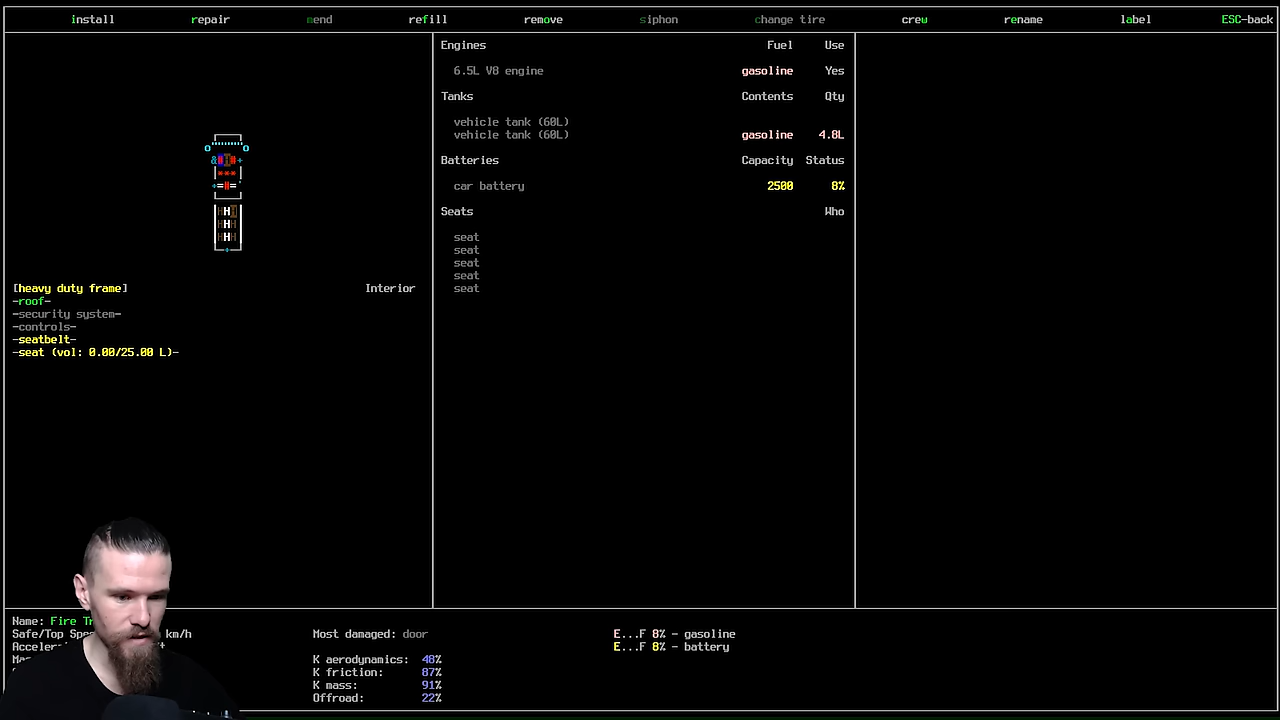 install repair mend refill remove siphon change tire crew rename label ESC-back
Engines Fuel Use
6.5L V8 engine gasoline Yes
Tanks Contents Qty
vehicle tank (60L)
vehicle tank (60L) gasoline 4.8L
Batteries Capacity Status
car battery 2500 8%
Seats Who
seat
seat
seat
seat
seat
[heavy duty frame] Interior
-roof-
-security system-
-controls-
-seatbelt-
-seat (vol: 0.00/25.00 L)-
Name: Fire
Safe/Top km/h Most damaged: door E...F 8% - gasoline
E...F 8% - battery
K aerodynamics: 48%
K friction: 87%
K mass: 91%
Offroad: 22%